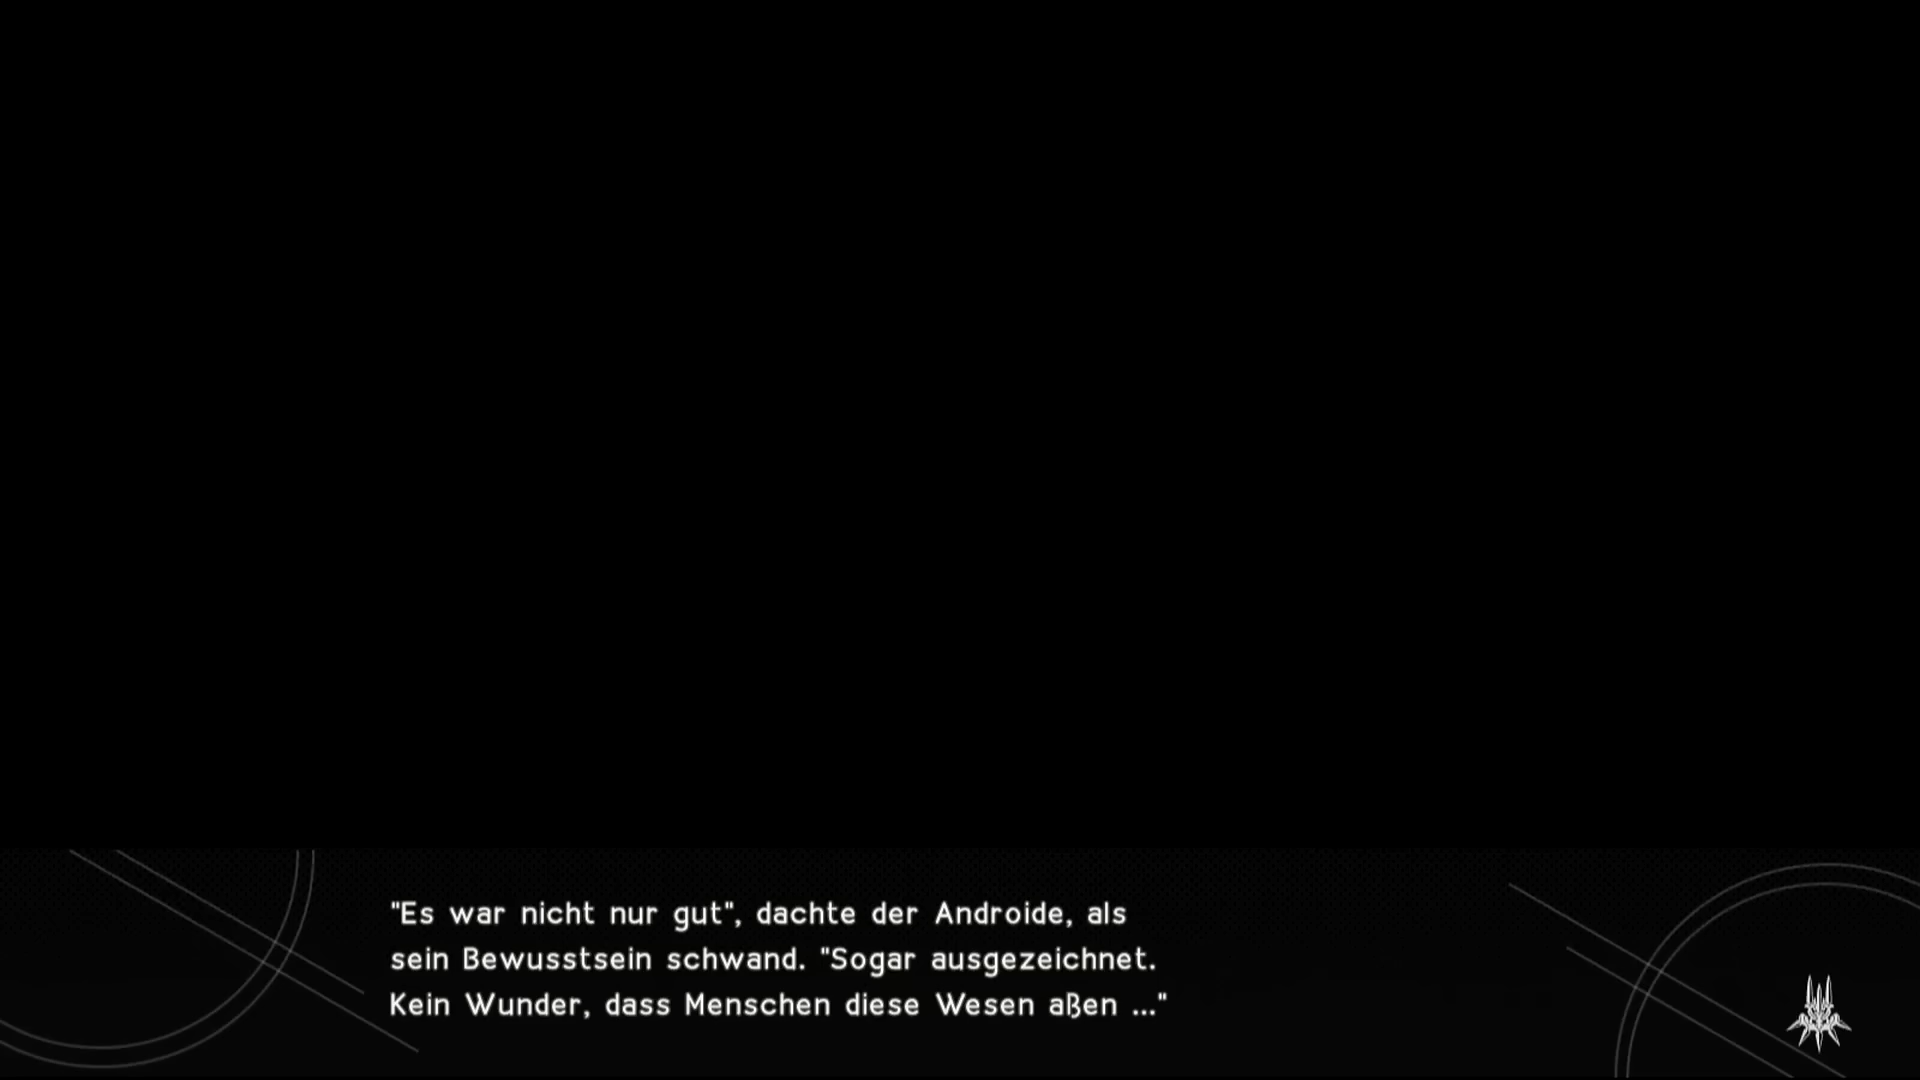 "Es war nicht nur gut", dachte der Androide, als
sein Bewusstsein schwand. "Sogar ausgezeichnet.
Kein Wunder, dass Menschen diese Wesen aßen ..."